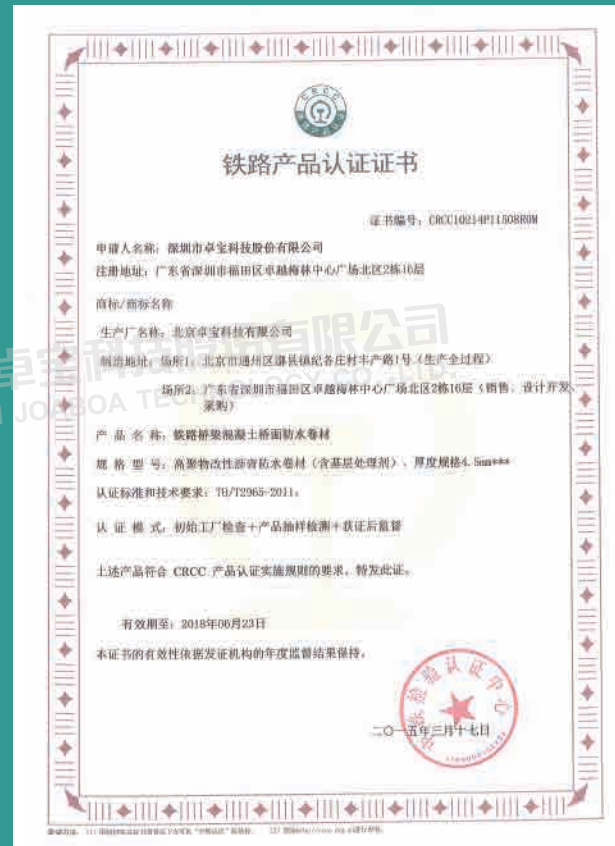 CRCC
铁路产品认证证书
证书编号：CRCC10214P11508R0M
申请人名称：深圳市卓宝科技股份有限公司
注册地址：广东省深圳市福田区卓越梅林中心广场北区2栋16层
商标/商标名称
生产厂名称：北京卓宝科技有限公司
制造地址：场所1：北京市通州区漷县镇纪各庄村丰产路1号（生产全过程）
场所2：广东省深圳市福田区卓越梅林中心广场北区2栋16层（销售、设计开发、
采购）
产 品 名 称：铁路桥梁混凝土桥面防水卷材
规 格 型 号：高聚物改性沥青防水卷材（含基层处理剂）、厚度规格4.5mm***
认证标准和技术要求：TB/T2965-2011。
认 证 模 式：初始工厂检查+产品抽样检测+获证后监督
上述产品符合 CRCC 产品认证实施规则的要求，特发此证。
有效期至：2018年06月23日
本证书的有效性依据发证机构的年度监督结果保持。
二〇一五年三月十七日